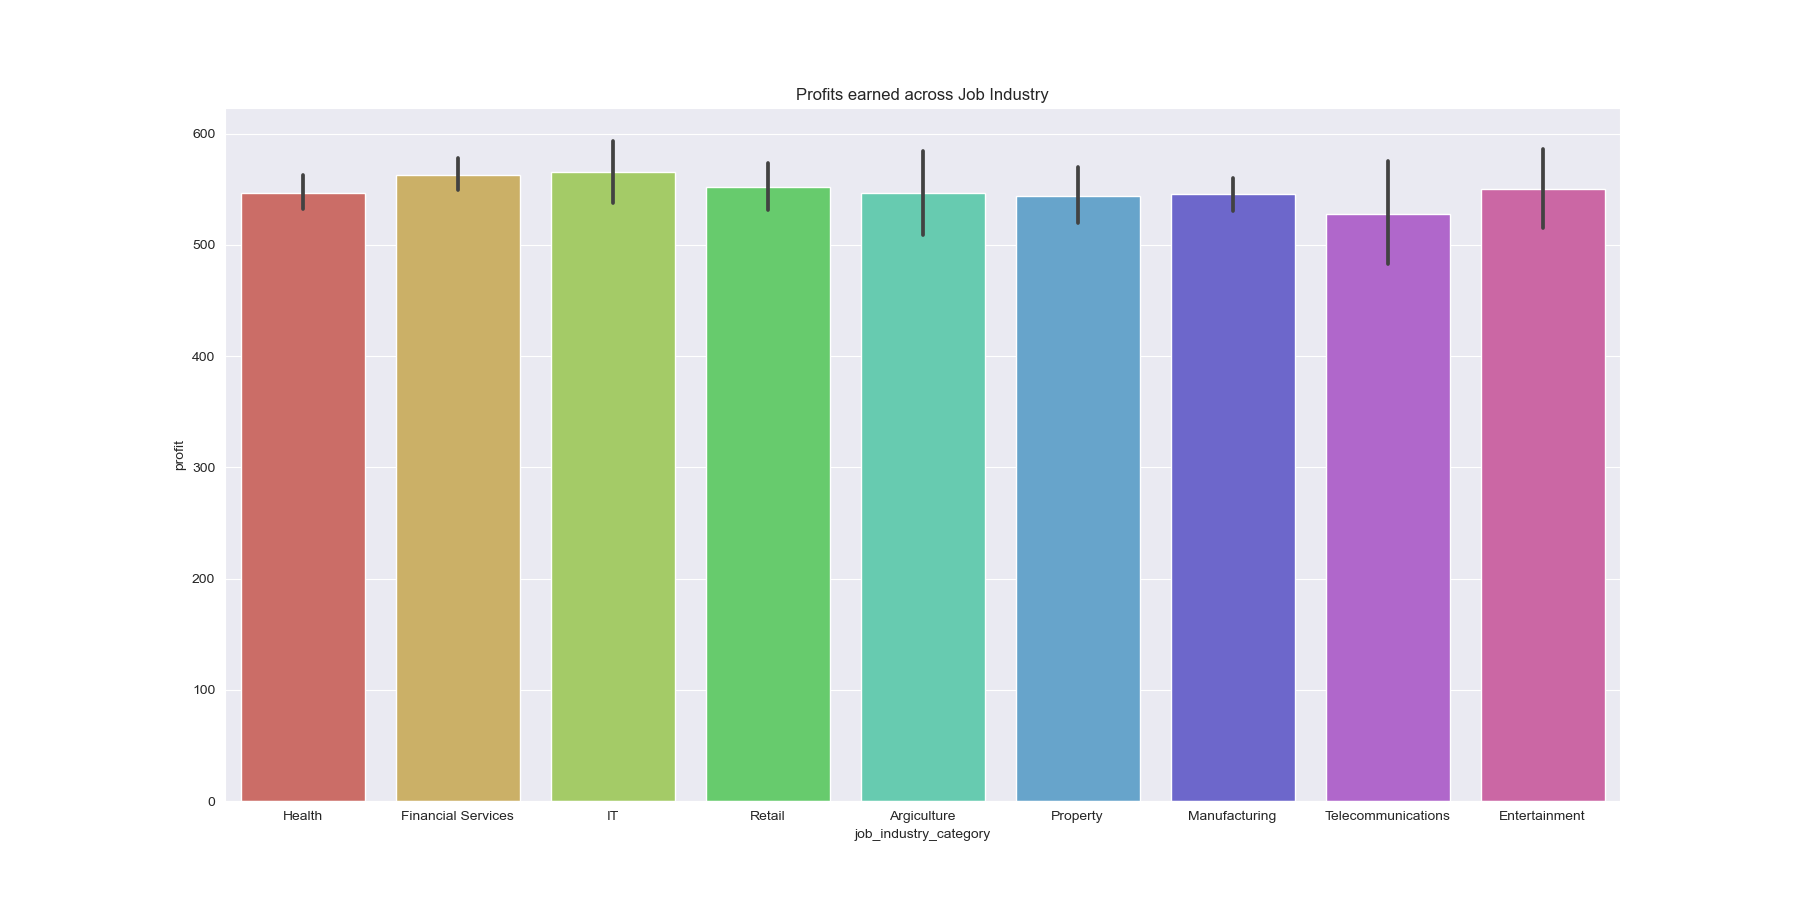 Profits earned across Job Industry
600
500
400
300
200
100
0
profit
Health
Financial Services
IT
Retail
Argiculture
Property
Manufacturing
Telecommunications
Entertainment
job_industry_category